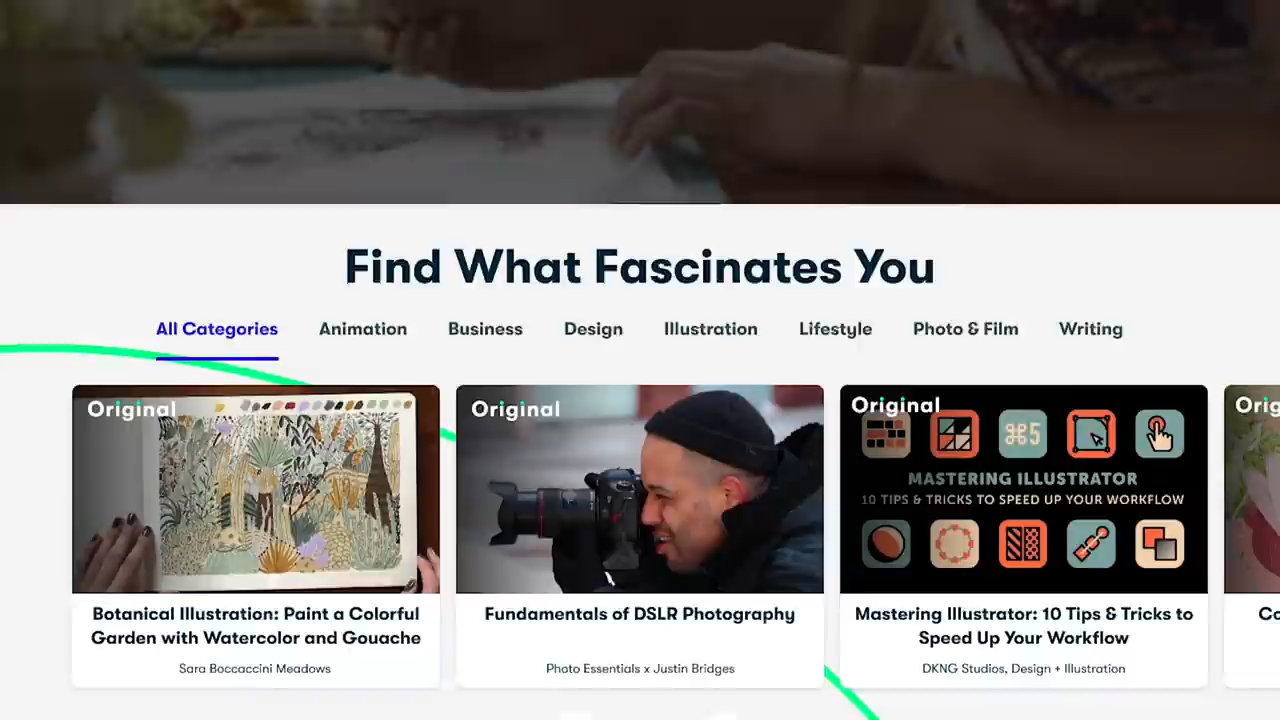 Find What Fascinates You
All Categories Animation Business Design Illustration Lifestyle Photo & Film Writing
Original
Original
Original
⌘5
MASTERING ILLUSTRATOR
10 TIPS & TRICKS TO SPEED UP YOUR WORKFLOW
Botanical Illustration: Paint a Colorful
Garden with Watercolor and Gouache
Sara Boccaccini Meadows
Fundamentals of DSLR Photography
Photo Essentials x Justin Bridges
Mastering Illustrator: 10 Tips & Tricks to
Speed Up Your Workflow
DKNG Studios, Design + Illustration